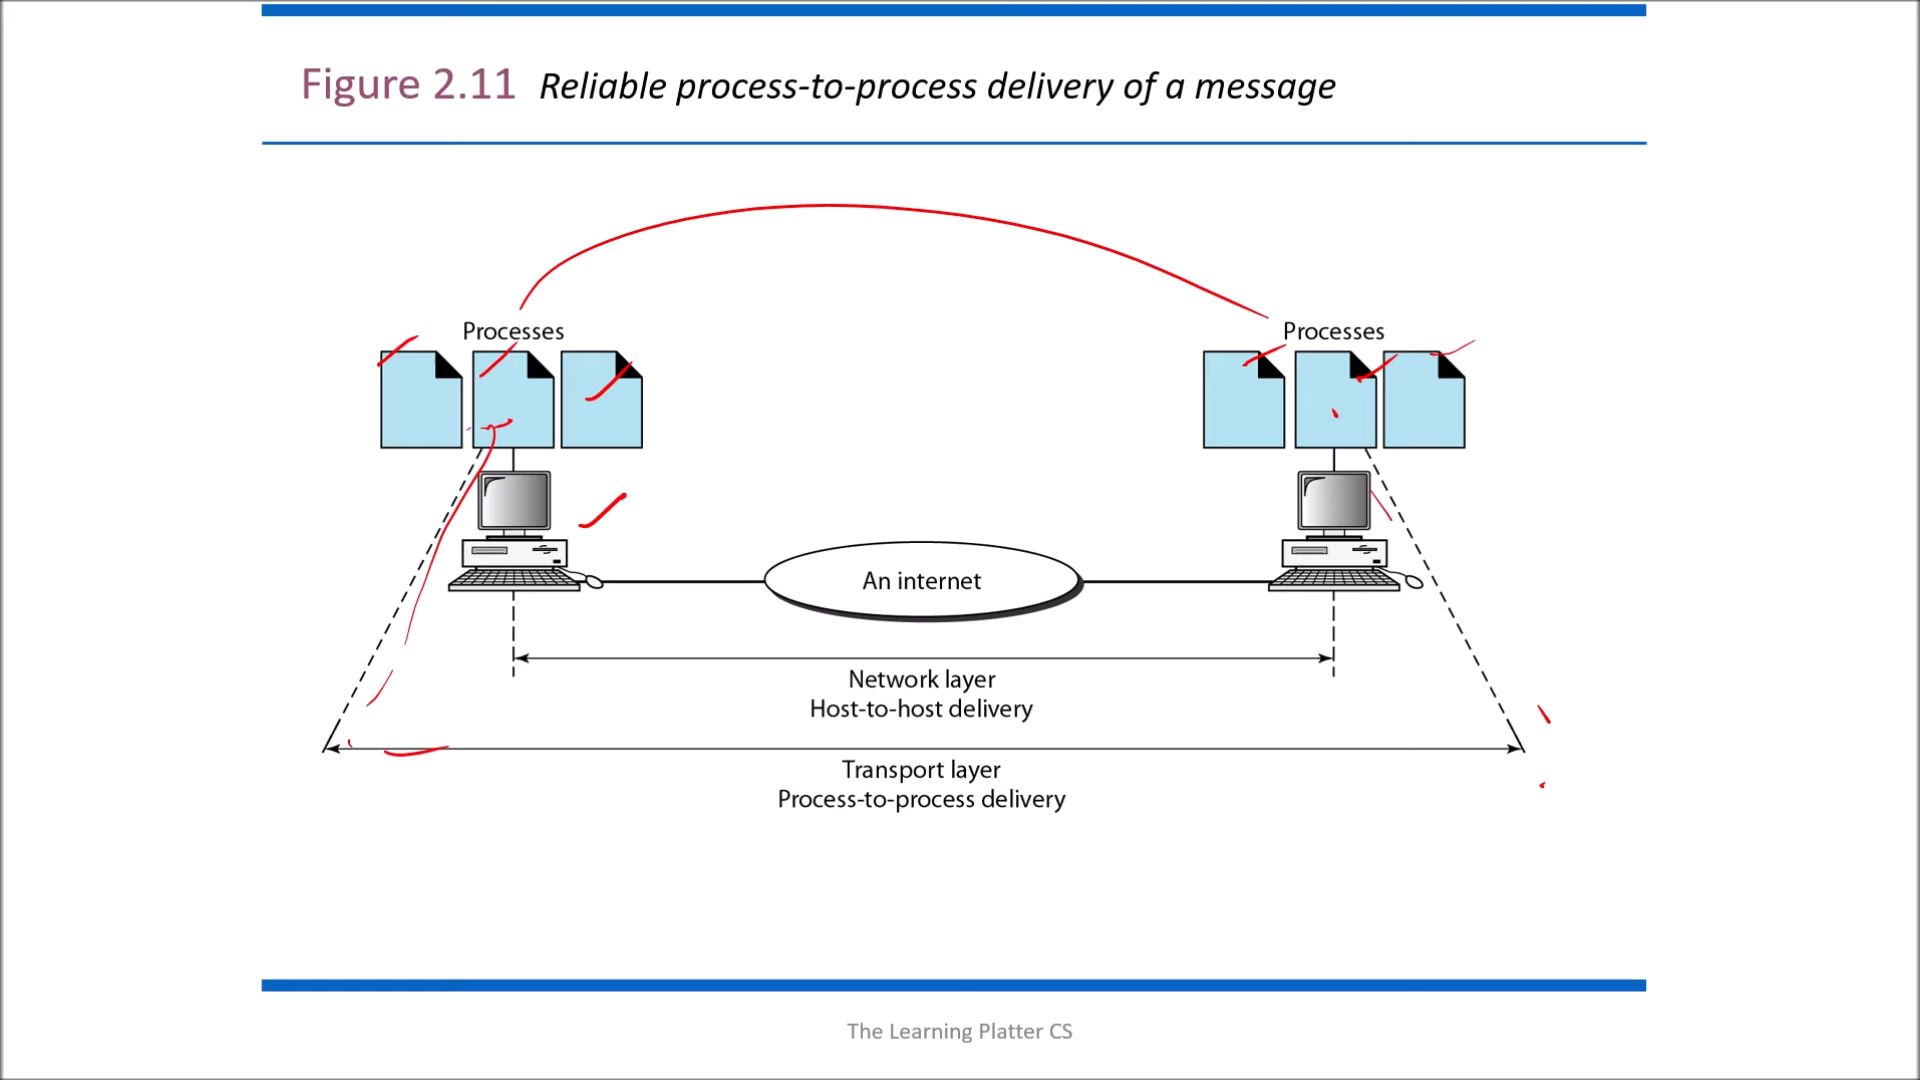 Figure 2.11 Reliable process-to-process delivery of a message
Processes
Processes
An internet
Network layer
Host-to-host delivery
Transport layer
Process-to-process delivery
The Learning Platter CS